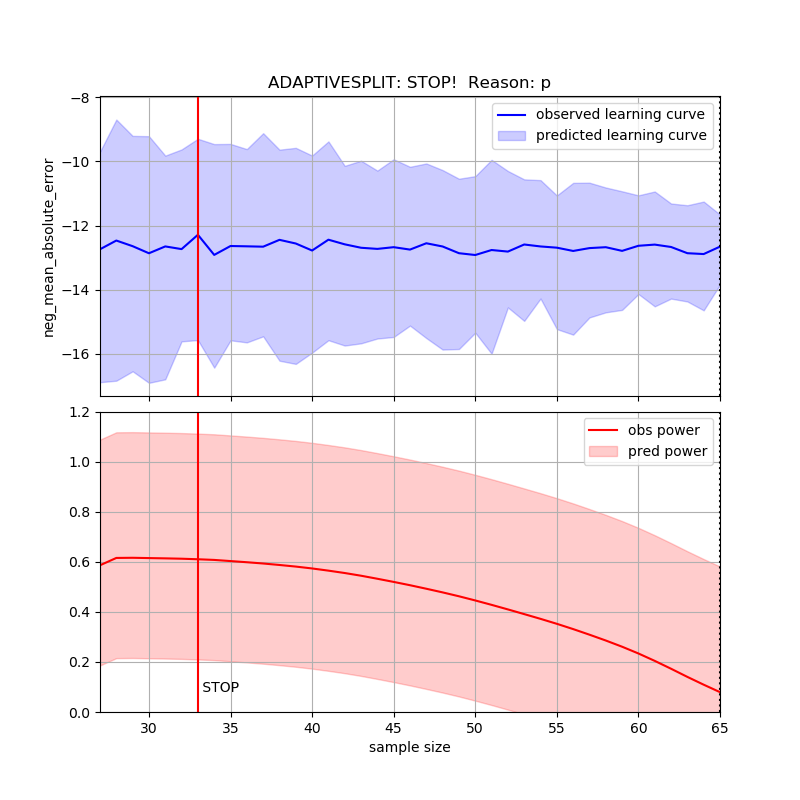 ADAPTIVESPLIT: STOP!  Reason: p
neg_mean_absolute_error
−8
−10
−12
−14
−16
observed learning curve
predicted learning curve
1.2
1.0
0.8
0.6
0.4
0.2
0.0
obs power
pred power
STOP
30
35
40
45
50
55
60
65
sample size